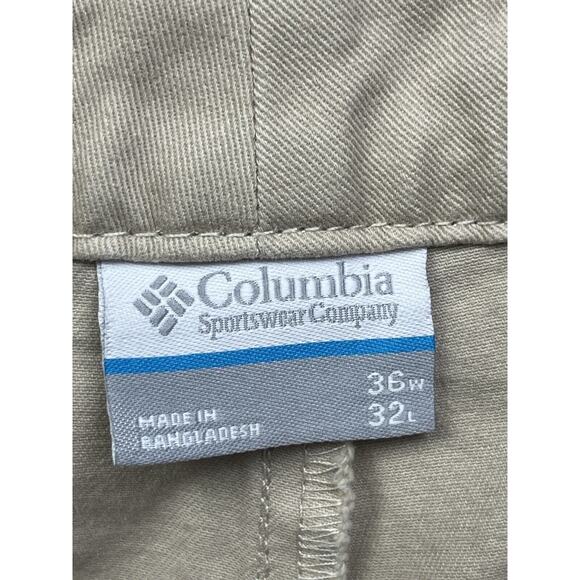 Columbia
Sportswear Company
36W
32L
MADE IN
BANGLADESH